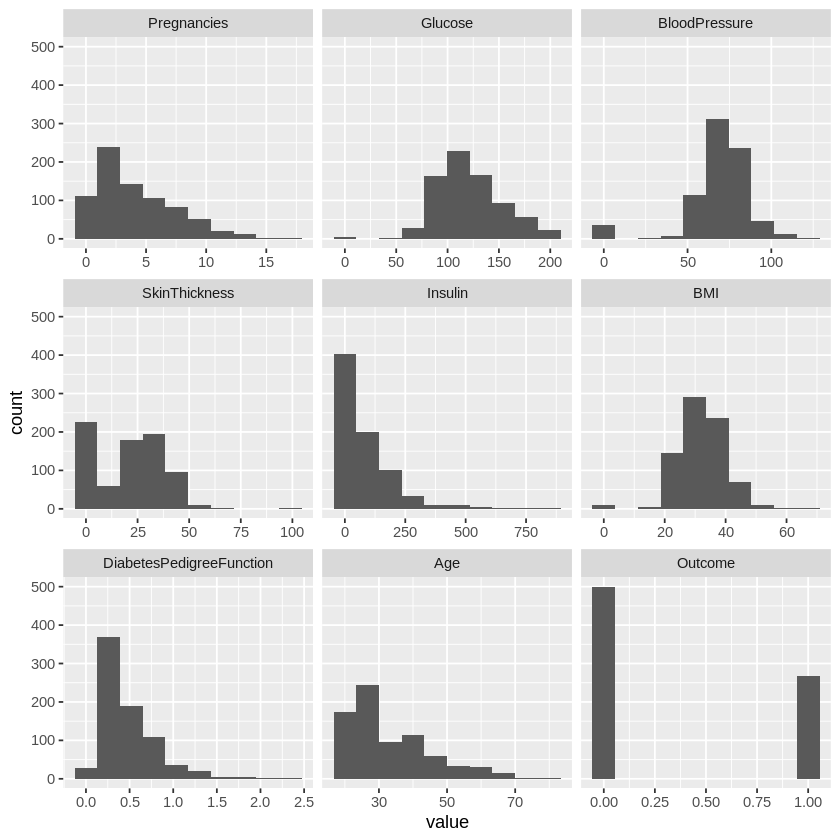 Pregnancies Glucose BloodPressure
500
400
300
200
100
0
0 5 10 15 0 50 100 150 200 0 50 100
SkinThickness Insulin BMI
500
400
300
200
100
0
0 25 50 75 100 0 250 500 750 0 20 40 60
DiabetesPedigreeFunction Age Outcome
500
400
300
200
100
0
0.0 0.5 1.0 1.5 2.0 2.5 30 50 70 0.00 0.25 0.50 0.75 1.00
count
value